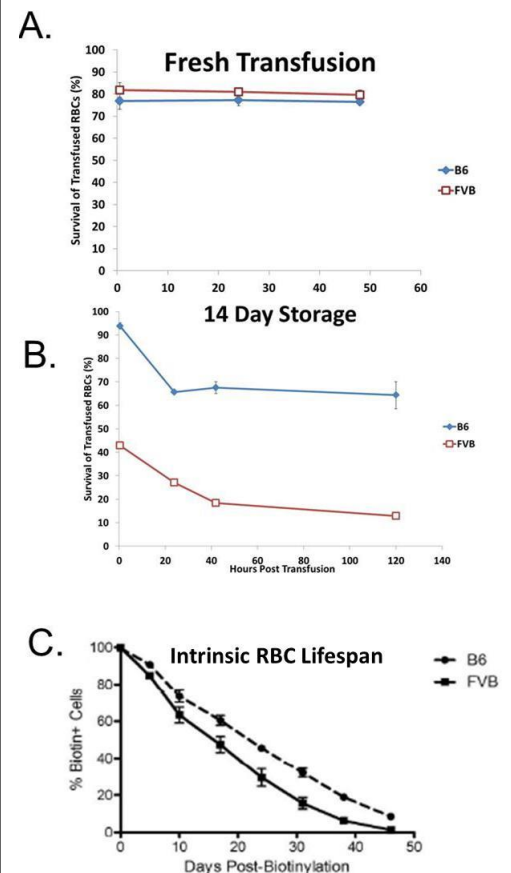 A.
Fresh Transfusion
Survival of Transfused RBCs (%)
100
90
80
70
60
50
40
30
20
10
0
0 10 20 30 40 50 60
B6
FVB
B.
14 Day Storage
Survival of Transfused RBCs (%)
100
90
80
70
60
50
40
30
20
10
0
0 20 40 60 80 100 120 140
Hours Post Transfusion
B6
FVB
C.
Intrinsic RBC Lifespan
% Biotin+ Cells
100
80
60
40
20
0
0 10 20 30 40 50
Days Post-Biotinylation
B6
FVB